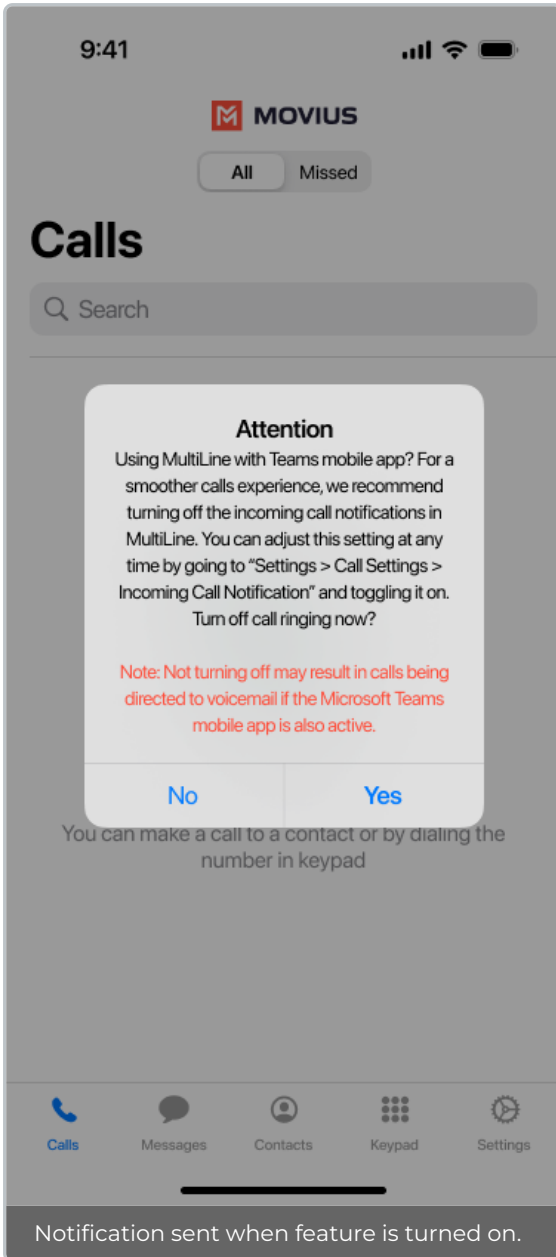 9:41
MOVIUS
All Missed
Calls
Search
Attention
Using MultiLine with Teams mobile app? For a
smoother calls experience, we recommend
turning off the incoming call notifications in
MultiLine. You can adjust this setting at any
time by going to “Settings > Call Settings >
Incoming Call Notification” and toggling it on.
Turn off call ringing now?
Note: Not turning off may result in calls being
directed to voicemail if the Microsoft Teams
mobile app is also active.
No Yes
You can make a call to a contact or by dialing the
number in keypad
Calls Messages Contacts Keypad Settings
Notification sent when feature is turned on.